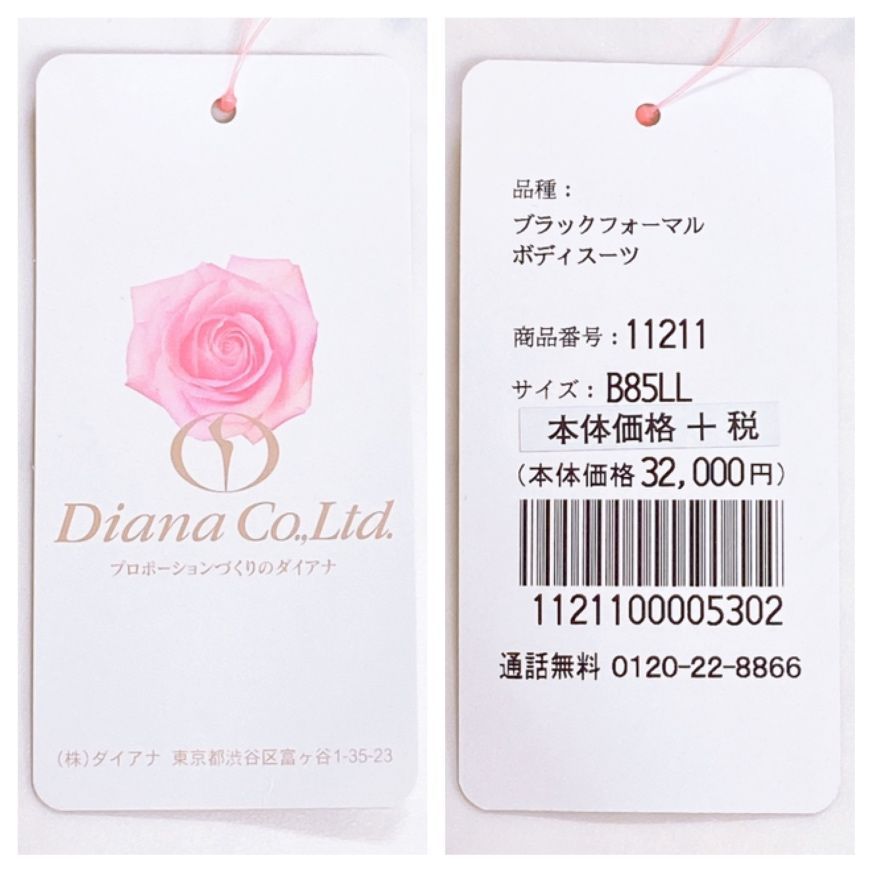 Diana Co.,Ltd.
プロポーションづくりのダイアナ
(株)ダイアナ 東京都渋谷区富ヶ谷1-35-23
品種：
ブラックフォーマル
ボディスーツ
商品番号：11211
サイズ：B85LL
本体価格＋税
(本体価格32,000円)
1121100005302
通話無料 0120-22-8866